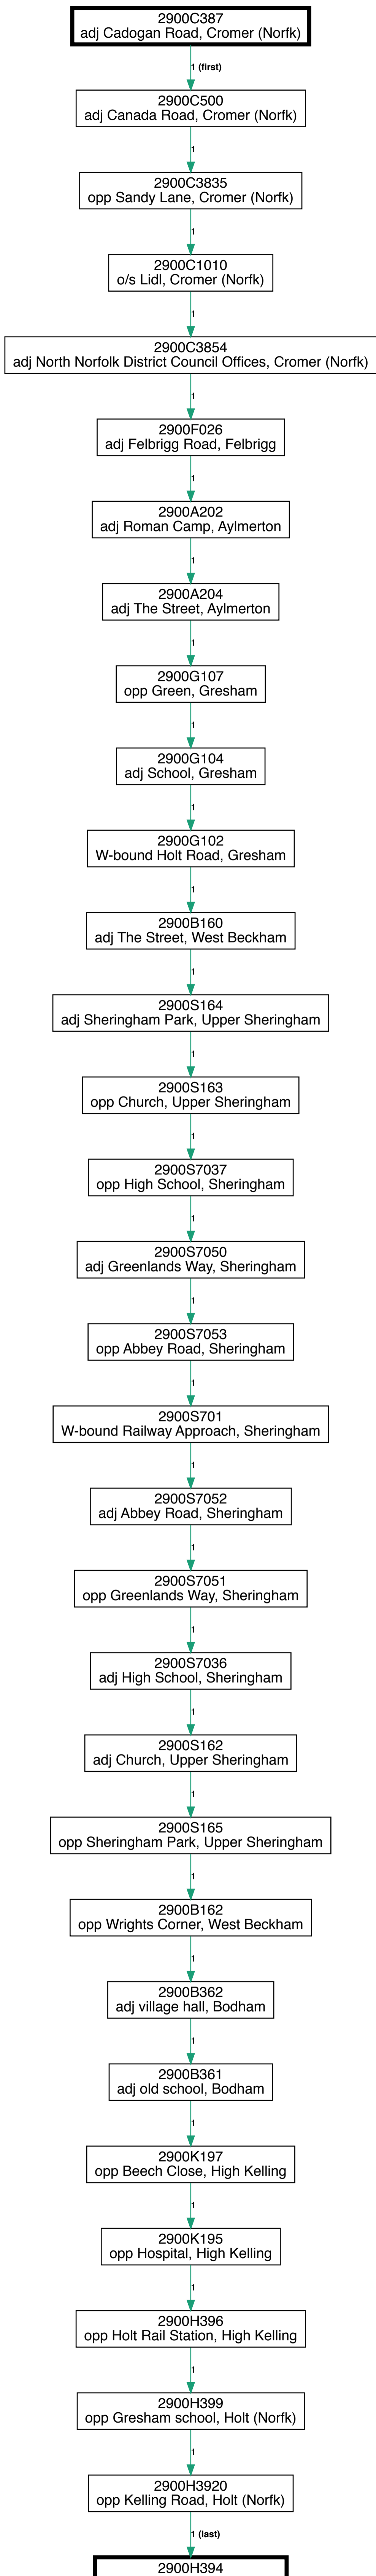 2900C387
adj Cadogan Road, Cromer (Norfk)
1 (first)
2900C500
adj Canada Road, Cromer (Norfk)
1
2900C3835
opp Sandy Lane, Cromer (Norfk)
1
2900C1010
o/s Lidl, Cromer (Norfk)
1
2900C3854
adj North Norfolk District Council Offices, Cromer (Norfk)
1
2900F026
adj Felbrigg Road, Felbrigg
1
2900A202
adj Roman Camp, Aylmerton
1
2900A204
adj The Street, Aylmerton
1
2900G107
opp Green, Gresham
1
2900G104
adj School, Gresham
1
2900G102
W-bound Holt Road, Gresham
1
2900B160
adj The Street, West Beckham
1
2900S164
adj Sheringham Park, Upper Sheringham
1
2900S163
opp Church, Upper Sheringham
1
2900S7037
opp High School, Sheringham
1
2900S7050
adj Greenlands Way, Sheringham
1
2900S7053
opp Abbey Road, Sheringham
1
2900S701
W-bound Railway Approach, Sheringham
1
2900S7052
adj Abbey Road, Sheringham
1
2900S7051
opp Greenlands Way, Sheringham
1
2900S7036
adj High School, Sheringham
1
2900S162
adj Church, Upper Sheringham
1
2900S165
opp Sheringham Park, Upper Sheringham
1
2900B162
opp Wrights Corner, West Beckham
1
2900B362
adj village hall, Bodham
1
2900B361
adj old school, Bodham
1
2900K197
opp Beech Close, High Kelling
1
2900K195
opp Hospital, High Kelling
1
2900H396
opp Holt Rail Station, High Kelling
1
2900H399
opp Gresham school, Holt (Norfk)
1
2900H3920
opp Kelling Road, Holt (Norfk)
1 (last)
2900H394